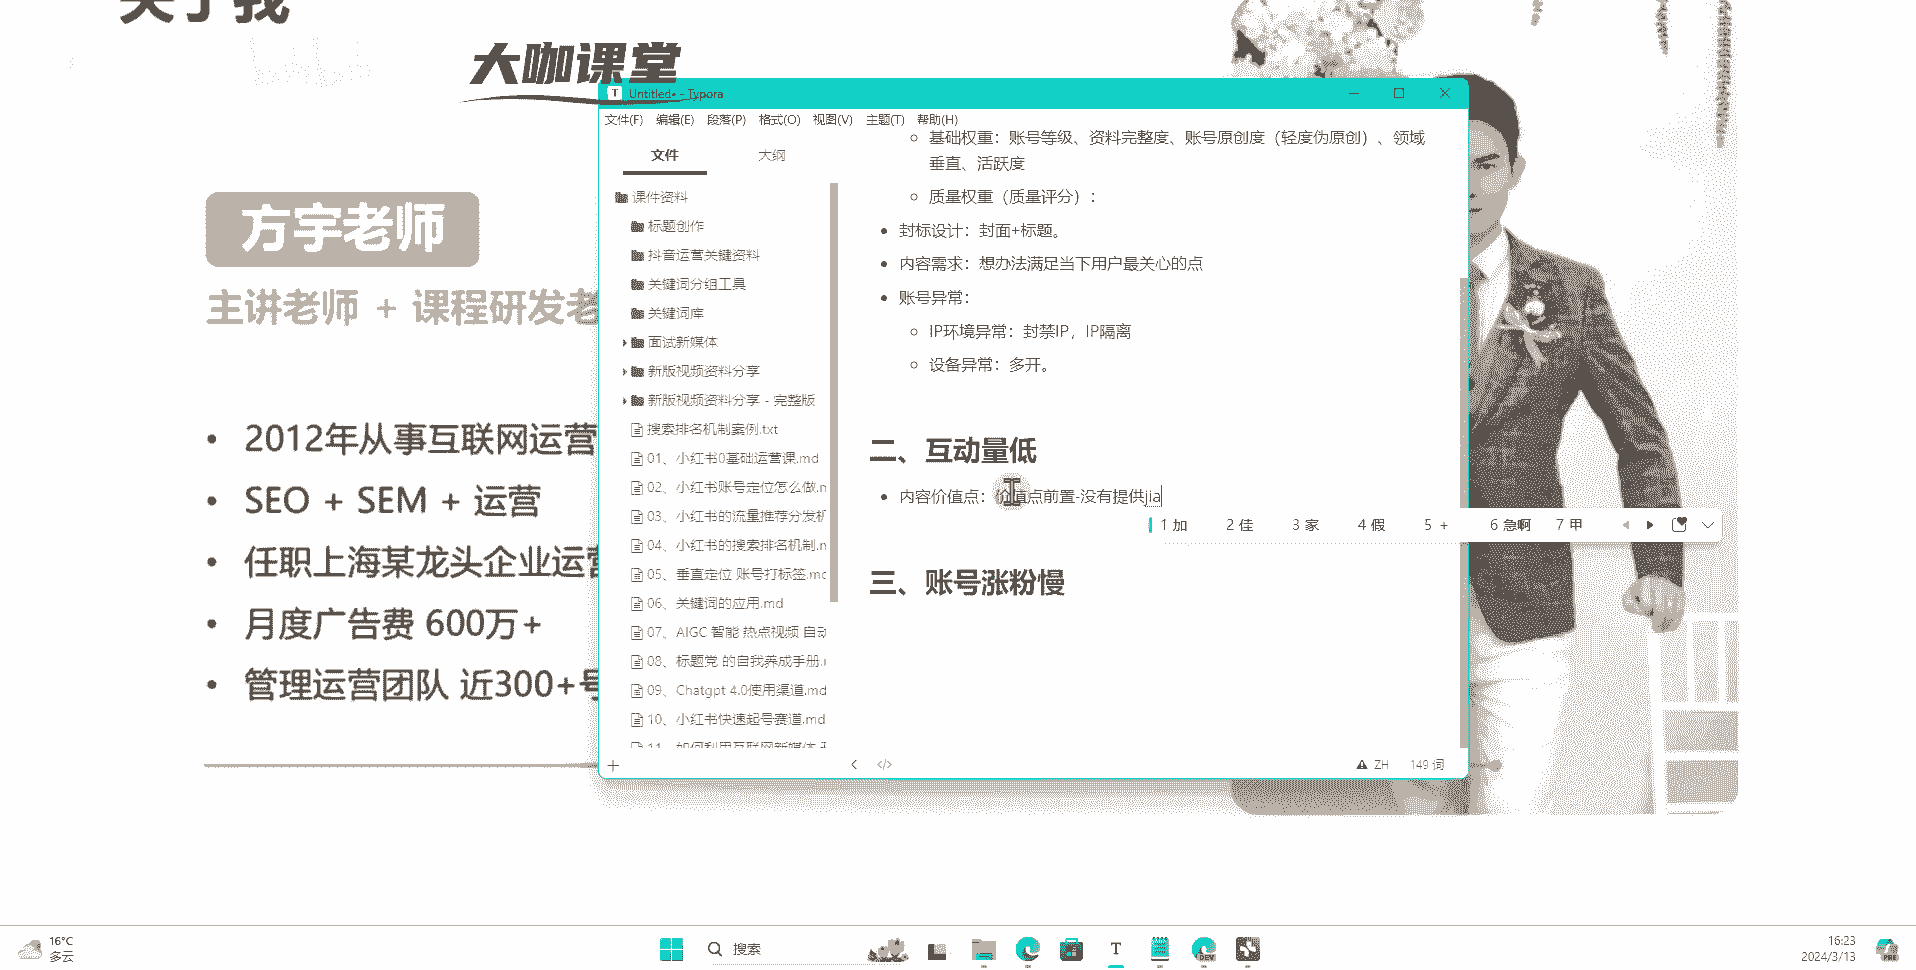 关于我
大咖课堂
方宇老师
主讲老师 + 课程研发老
2012年从事互联网运营
SEO + SEM + 运营
任职上海某龙头企业运营
月度广告费 600万+
管理运营团队 近300+号
Untitled• - Typora
文件(F) 编辑(E) 段落(P) 格式(O) 视图(V) 主题(T) 帮助(H)
文件 大纲
课件资料
标题创作
抖音运营关键资料
关键词分组工具
关键词库
面试新媒体
新版视频资料分享
新版视频资料分享 - 完整版
搜索排名机制案例.txt
01、小红书0基础运营课.md
02、小红书账号定位怎么做.m
03、小红书的流量推荐分发机
04、小红书的搜索排名机制.m
05、垂直定位 账号打标签.md
06、关键词的应用.md
07、AIGC 智能 热点视频 自动
08、标题党 的自我养成手册.
09、Chatgpt 4.0使用渠道.md
10、小红书快速起号赛道.md
11、如何利用互联网新媒体
基础权重：账号等级、资料完整度、账号原创度（轻度伪原创）、领域
垂直、活跃度
质量权重（质量评分）：
封标设计：封面+标题。
内容需求：想办法满足当下用户最关心的点
账号异常：
IP环境异常：封禁IP，IP隔离
设备异常：多开。
二、互动量低
内容价值点：价值点前置-没有提供jia
1 加 2 佳 3 家 4 假 5 + 6 急啊 7 甲
三、账号涨粉慢
ZH 149 词
16°C
多云
搜索
T
DEV
16:23
2024/3/13
PRE